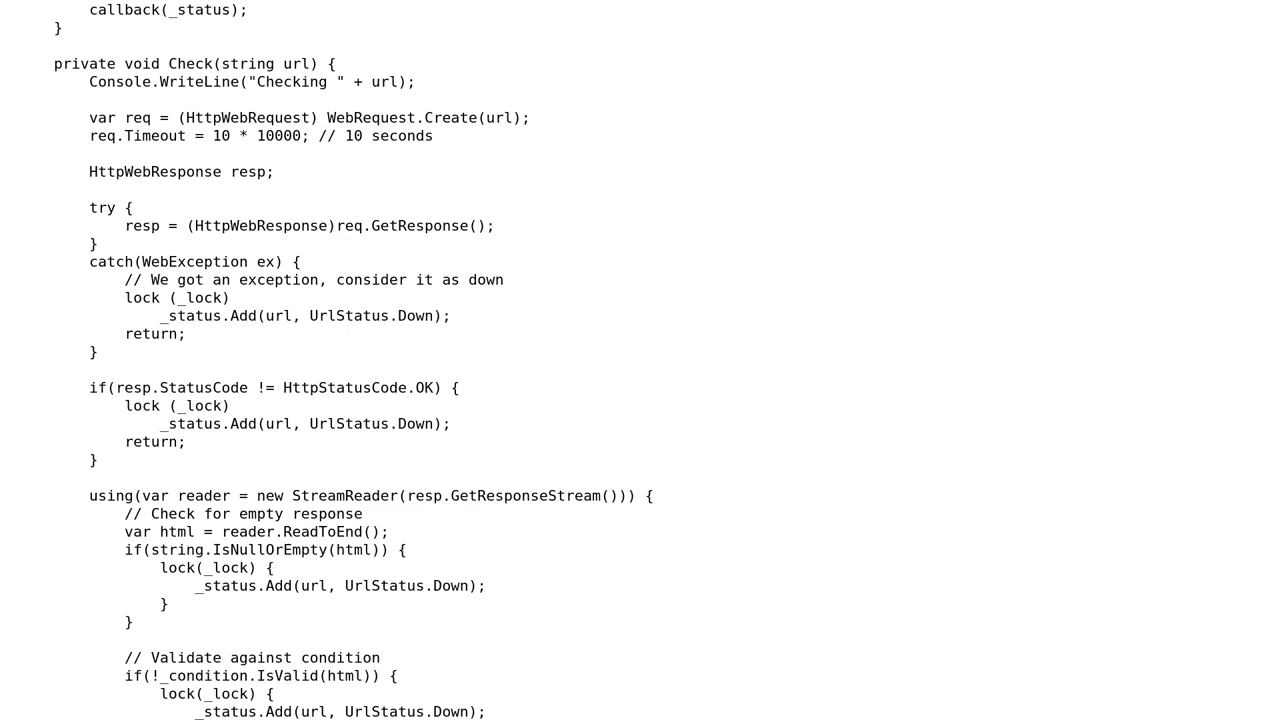 callback(_status);
}
private void Check(string url) {
Console.WriteLine("Checking " + url);
var req = (HttpWebRequest) WebRequest.Create(url);
req.Timeout = 10 * 10000; // 10 seconds
HttpWebResponse resp;
try {
resp = (HttpWebResponse)req.GetResponse();
}
catch(WebException ex) {
// We got an exception, consider it as down
lock (_lock)
_status.Add(url, UrlStatus.Down);
return;
}
if(resp.StatusCode != HttpStatusCode.OK) {
lock (_lock)
_status.Add(url, UrlStatus.Down);
return;
}
using(var reader = new StreamReader(resp.GetResponseStream())) {
// Check for empty response
var html = reader.ReadToEnd();
if(string.IsNullOrEmpty(html)) {
lock(_lock) {
_status.Add(url, UrlStatus.Down);
}
}
// Validate against condition
if(!_condition.IsValid(html)) {
lock(_lock) {
_status.Add(url, UrlStatus.Down);